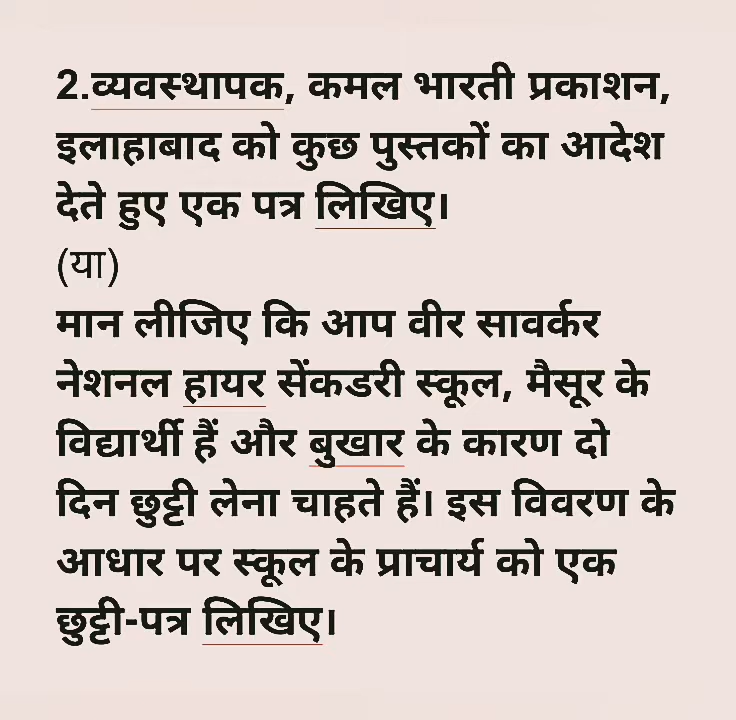 2.व्यवस्थापक, कमल भारती प्रकाशन,
इलाहाबाद को कुछ पुस्तकों का आदेश
देते हुए एक पत्र लिखिए।
(या)
मान लीजिए कि आप वीर सावर्कर
नेशनल हायर सेंकडरी स्कूल, मैसूर के
विद्यार्थी हैं और बुखार के कारण दो
दिन छुट्टी लेना चाहते हैं। इस विवरण के
आधार पर स्कूल के प्राचार्य को एक
छुट्टी-पत्र लिखिए।